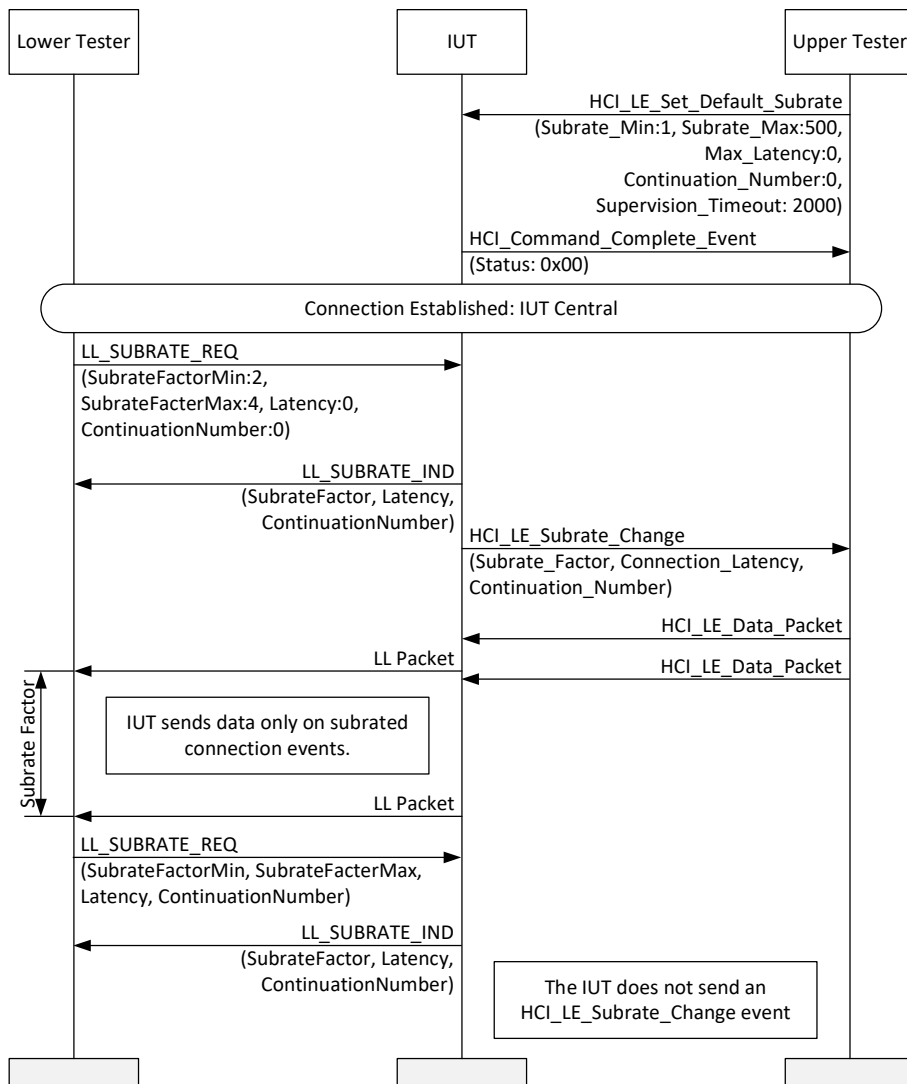 Lower Tester
IUT
Upper Tester
HCI_LE_Set_Default_Subrate
(Subrate_Min:1, Subrate_Max:500,
Max_Latency:0,
Continuation_Number:0,
Supervision_Timeout: 2000)
HCI_Command_Complete_Event
(Status: 0x00)
Connection Established: IUT Central
LL_SUBRATE_REQ
(SubrateFactorMin:2,
SubrateFacterMax:4, Latency:0,
ContinuationNumber:0)
LL_SUBRATE_IND
(SubrateFactor, Latency,
ContinuationNumber)
HCI_LE_Subrate_Change
(Subrate_Factor, Connection_Latency,
Continuation_Number)
HCI_LE_Data_Packet
LL Packet
HCI_LE_Data_Packet
Subrate Factor
IUT sends data only on subrated
connection events.
LL Packet
LL_SUBRATE_REQ
(SubrateFactorMin, SubrateFacterMax,
Latency, ContinuationNumber)
LL_SUBRATE_IND
(SubrateFactor, Latency,
ContinuationNumber)
The IUT does not send an
HCI_LE_Subrate_Change event